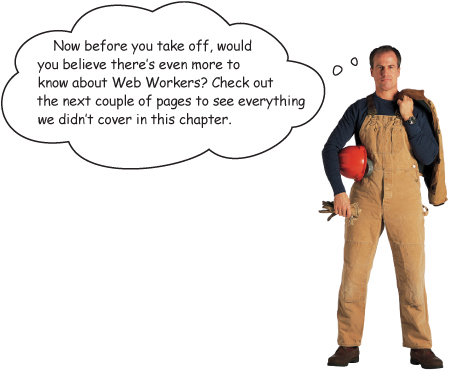 Now before you take off, would
you believe there's even more to
know about Web Workers? Check out
the next couple of pages to see everything
we didn't cover in this chapter.